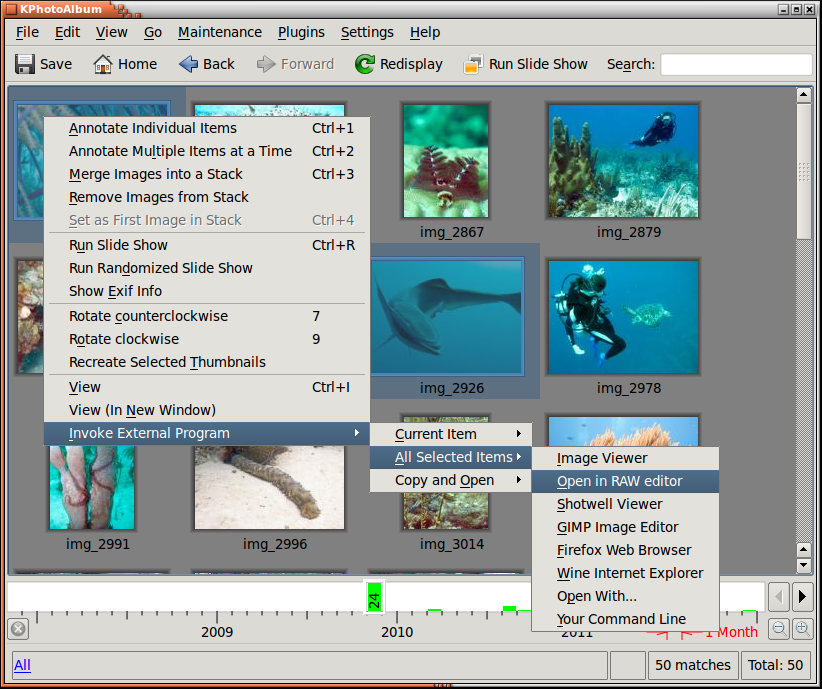 KPhotoAlbum
File Edit View Go Maintenance Plugins Settings Help
Save Home Back Forward Redisplay Run Slide Show Search:
Annotate Individual Items Ctrl+1
Annotate Multiple Items at a Time Ctrl+2
Merge Images into a Stack Ctrl+3
Remove Images from Stack
Set as First Image in Stack Ctrl+4
Run Slide Show Ctrl+R
Run Randomized Slide Show
Show Exif Info
Rotate counterclockwise 7
Rotate clockwise 9
Recreate Selected Thumbnails
View Ctrl+I
View (In New Window)
Invoke External Program
img_2867 img_2879
img_2926 img_2978
Current Item
All Selected Items
Copy and Open
Image Viewer
Open in RAW editor
Shotwell Viewer
GIMP Image Editor
Firefox Web Browser
Wine Internet Explorer
Open With...
Your Command Line
img_2991 img_2996 img_3014
24
2009 2010 2011 1 Month
All 50 matches Total: 50